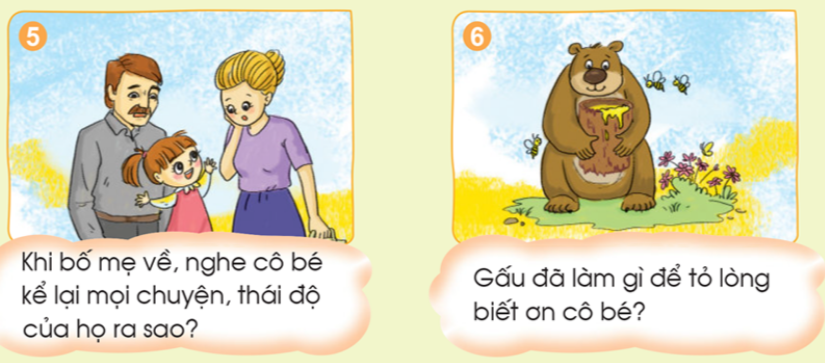 5
6
Khi bố mẹ về, nghe cô bé
kể lại mọi chuyện, thái độ
của họ ra sao?
Gấu đã làm gì để tỏ lòng
biết ơn cô bé?